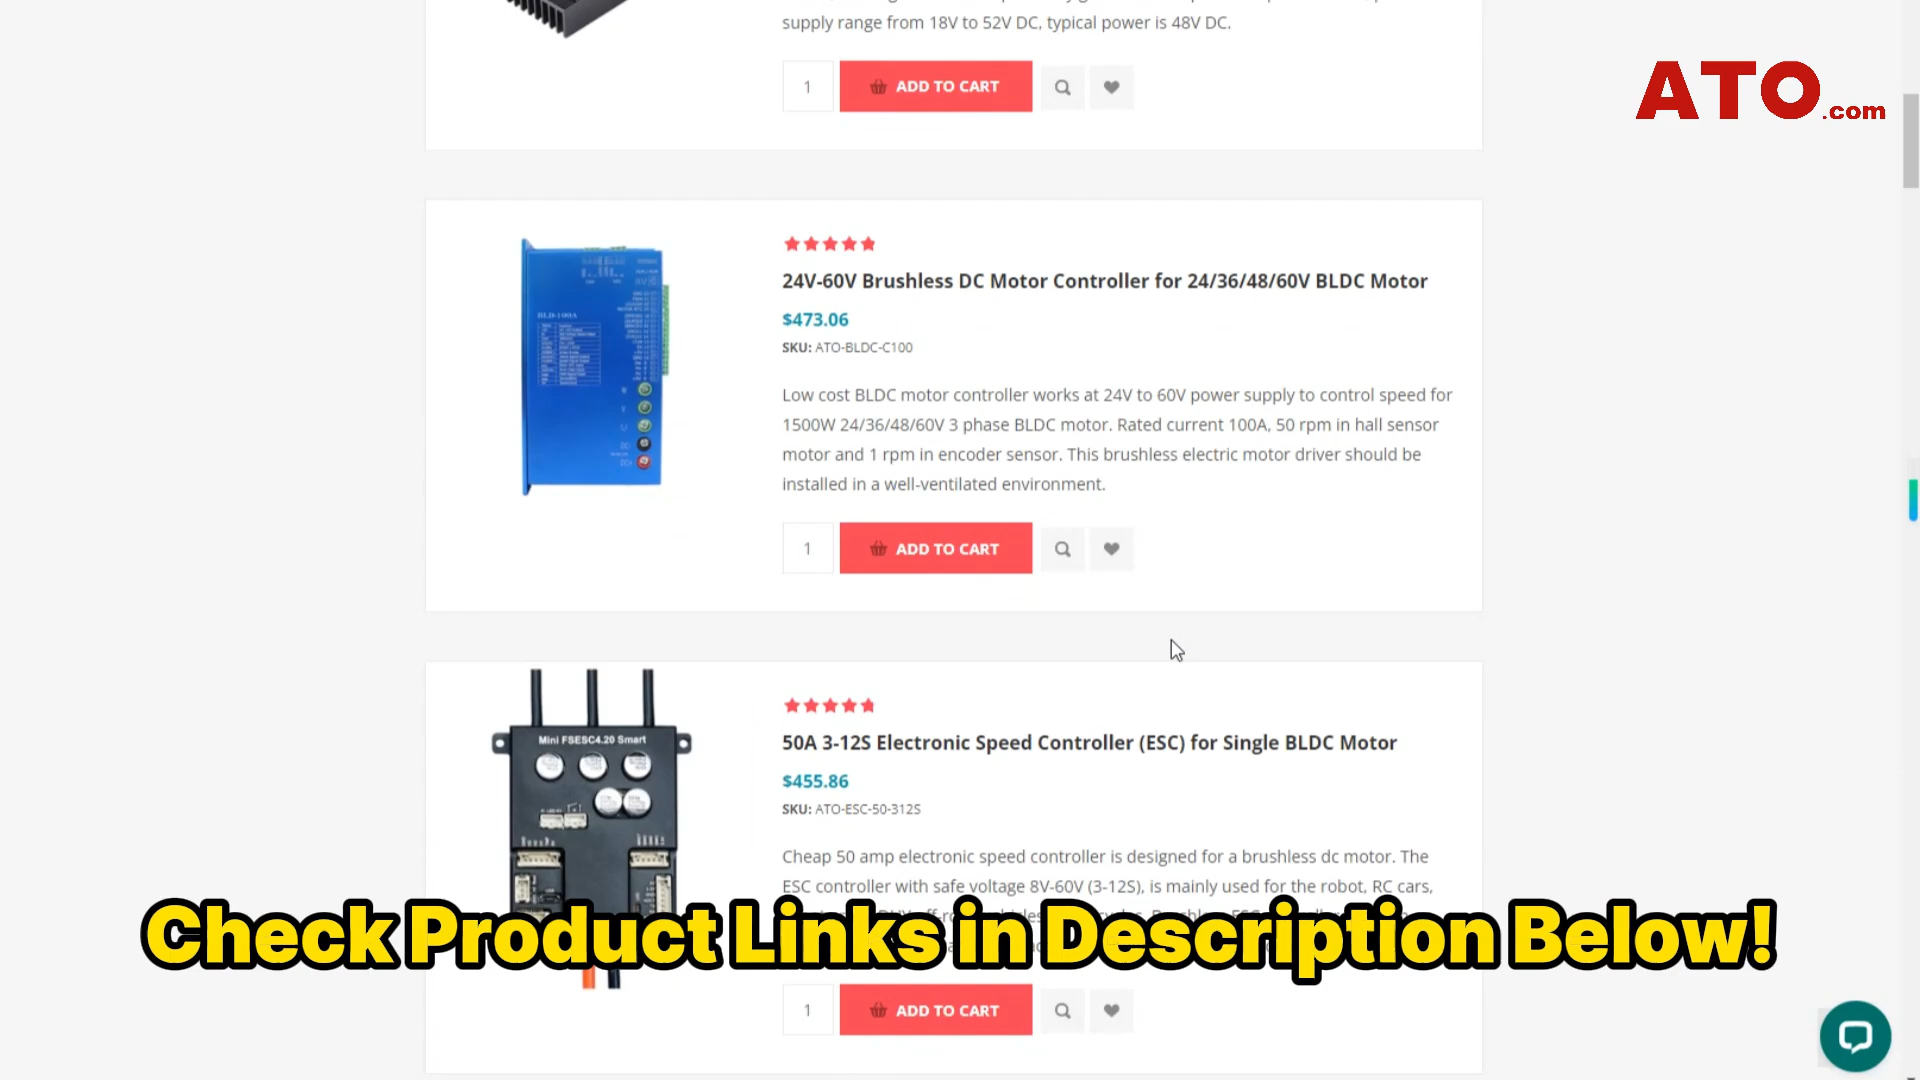 supply range from 18V to 52V DC, typical power is 48V DC.
1
ADD TO CART
ATO.com
24V-60V Brushless DC Motor Controller for 24/36/48/60V BLDC Motor
$473.06
SKU: ATO-BLDC-C100
BLD-100A
Low cost BLDC motor controller works at 24V to 60V power supply to control speed for
1500W 24/36/48/60V 3 phase BLDC motor. Rated current 100A, 50 rpm in hall sensor
motor and 1 rpm in encoder sensor. This brushless electric motor driver should be
installed in a well-ventilated environment.
1
ADD TO CART
Mini FSESC4.20 Smart
50A 3-12S Electronic Speed Controller (ESC) for Single BLDC Motor
$455.86
SKU: ATO-ESC-50-312S
Cheap 50 amp electronic speed controller is designed for a brushless dc motor. The
ESC controller with safe voltage 8V-60V (3-12S), is mainly used for the robot, RC cars,
Check Product Links in Description Below!
1
ADD TO CART